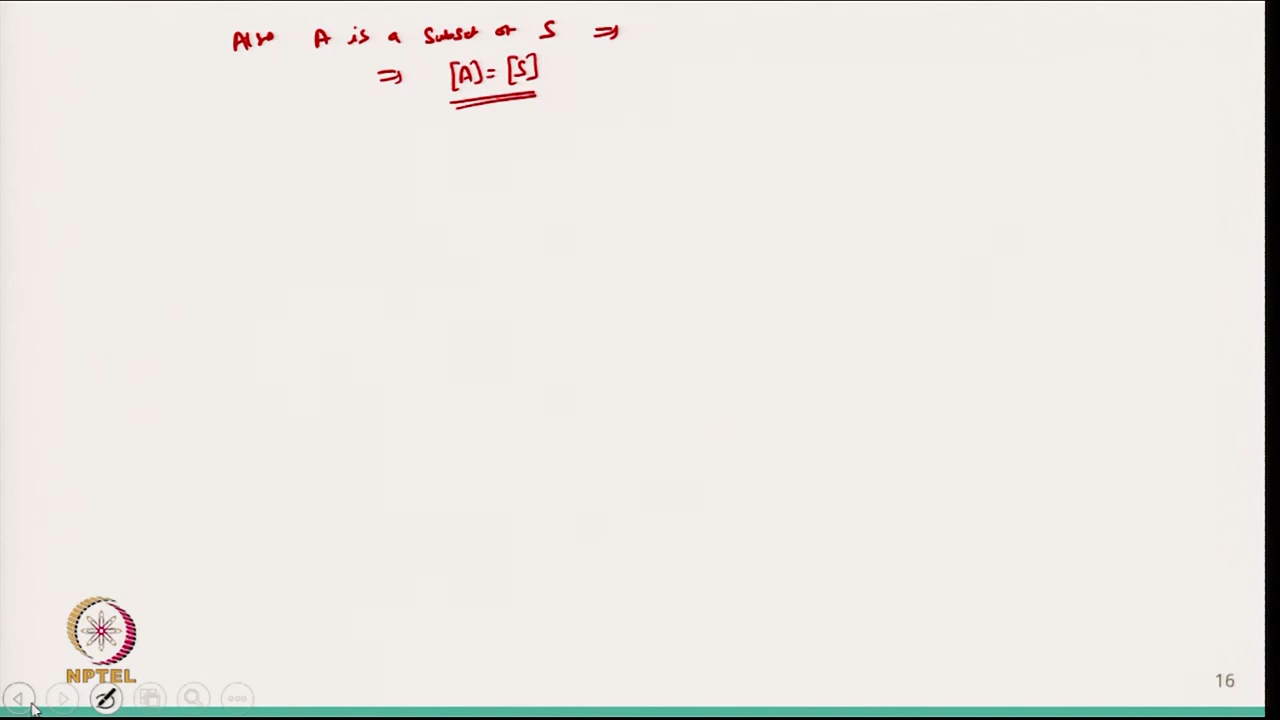 Also A is a subset of S ⇒
⇒ [A] = [S]
NPTEL
16